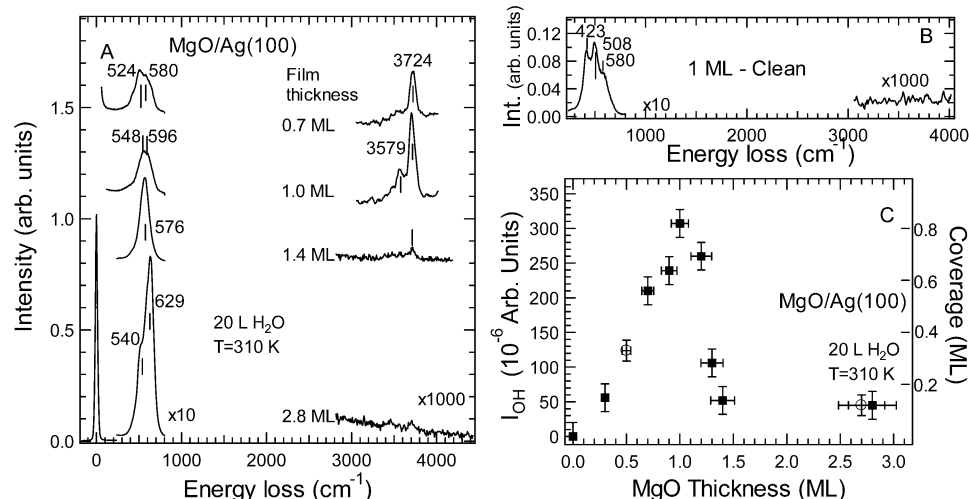 A
MgO/Ag(100)
524 580
548 596
576
629
540
Film
thickness
3724
0.7 ML
3579
1.0 ML
1.4 ML
20 L H2O
T=310 K
x10
2.8 ML
x1000
Intensity (arb. units)
1.5
1.0
0.5
0.0
0 1000 2000 3000 4000
Energy loss (cm-1)
B
423
508
580
1 ML - Clean
x10
x1000
Int. (arb. units)
0.12
0.08
0.04
0.00
1000 2000 3000 4000
Energy loss (cm-1)
C
MgO/Ag(100)
20 L H2O
T=310 K
IOH (10-6 Arb. Units)
350
300
250
200
150
100
50
0
Coverage (ML)
0.8
0.6
0.4
0.2
0.0 0.5 1.0 1.5 2.0 2.5 3.0
MgO Thickness (ML)